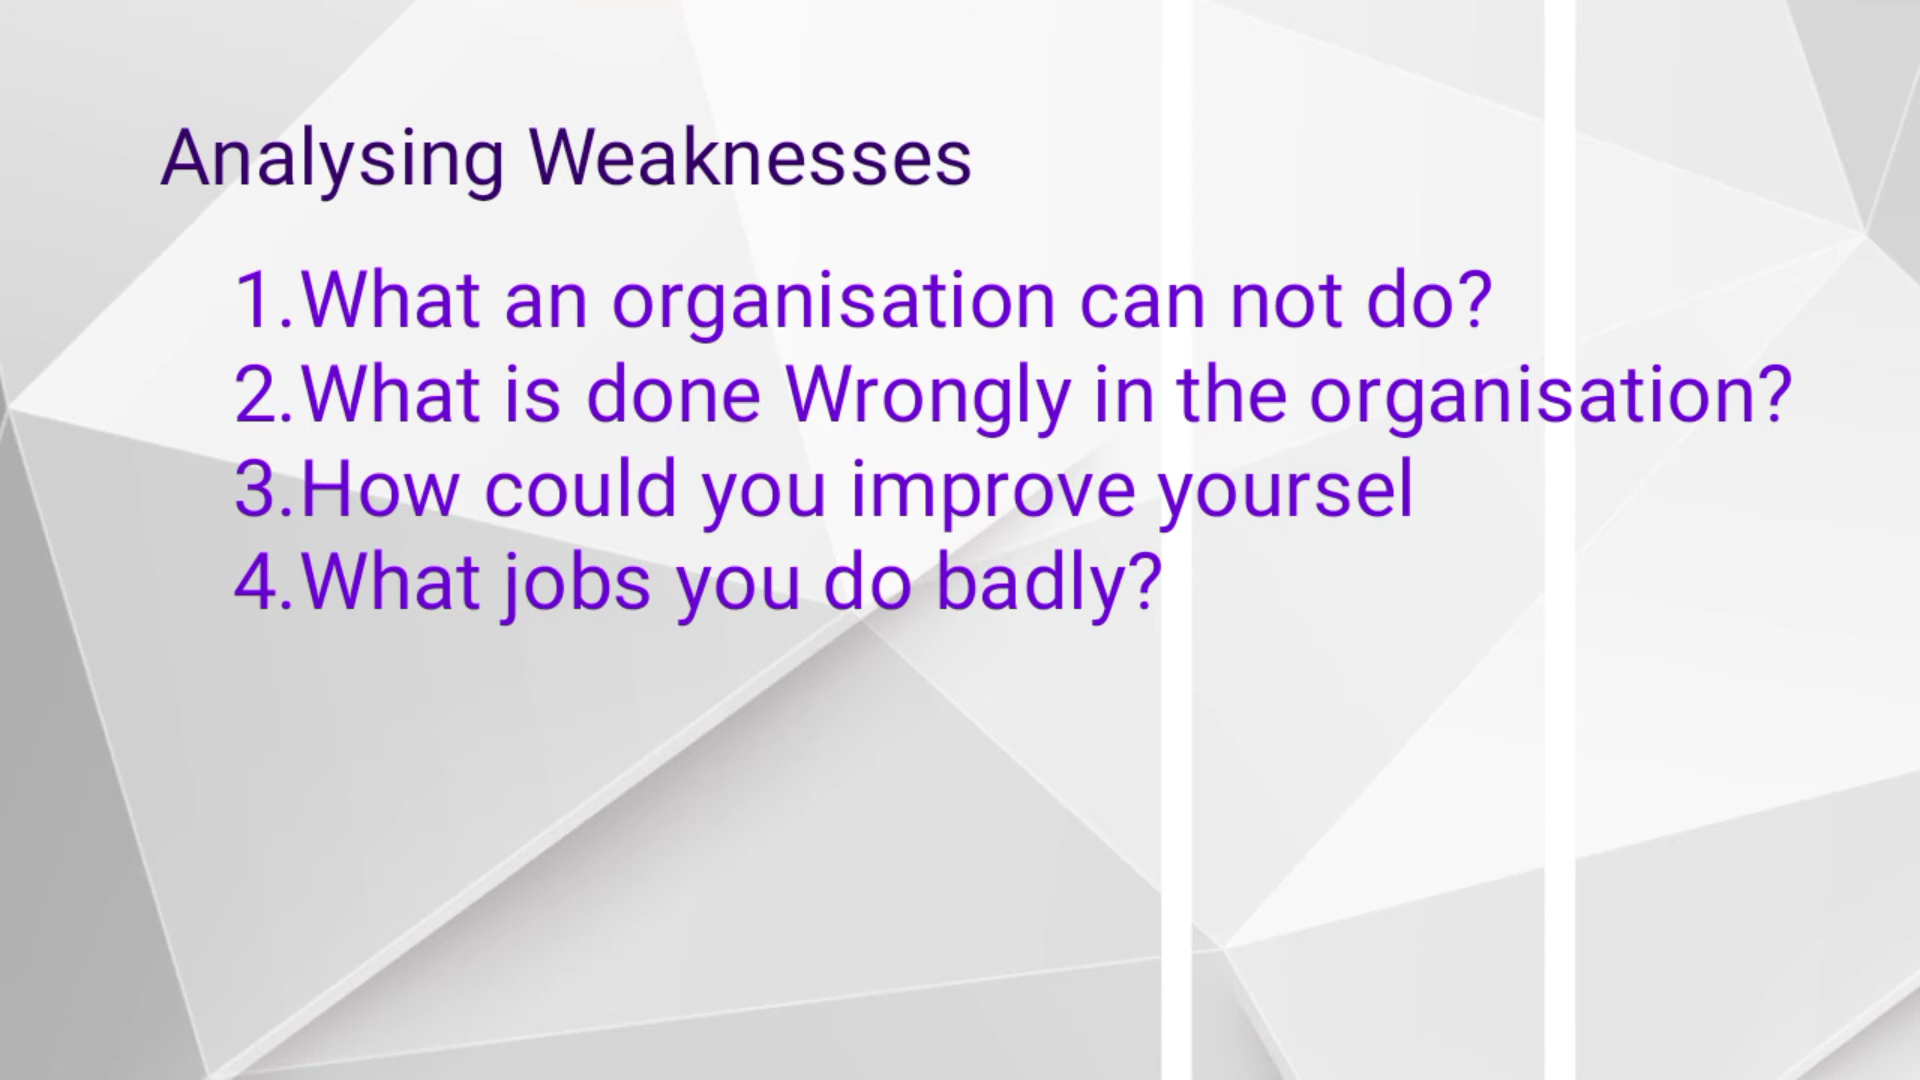 Analysing Weaknesses
1.What an organisation can not do?
2.What is done Wrongly in the organisation?
3.How could you improve yoursel
4.What jobs you do badly?